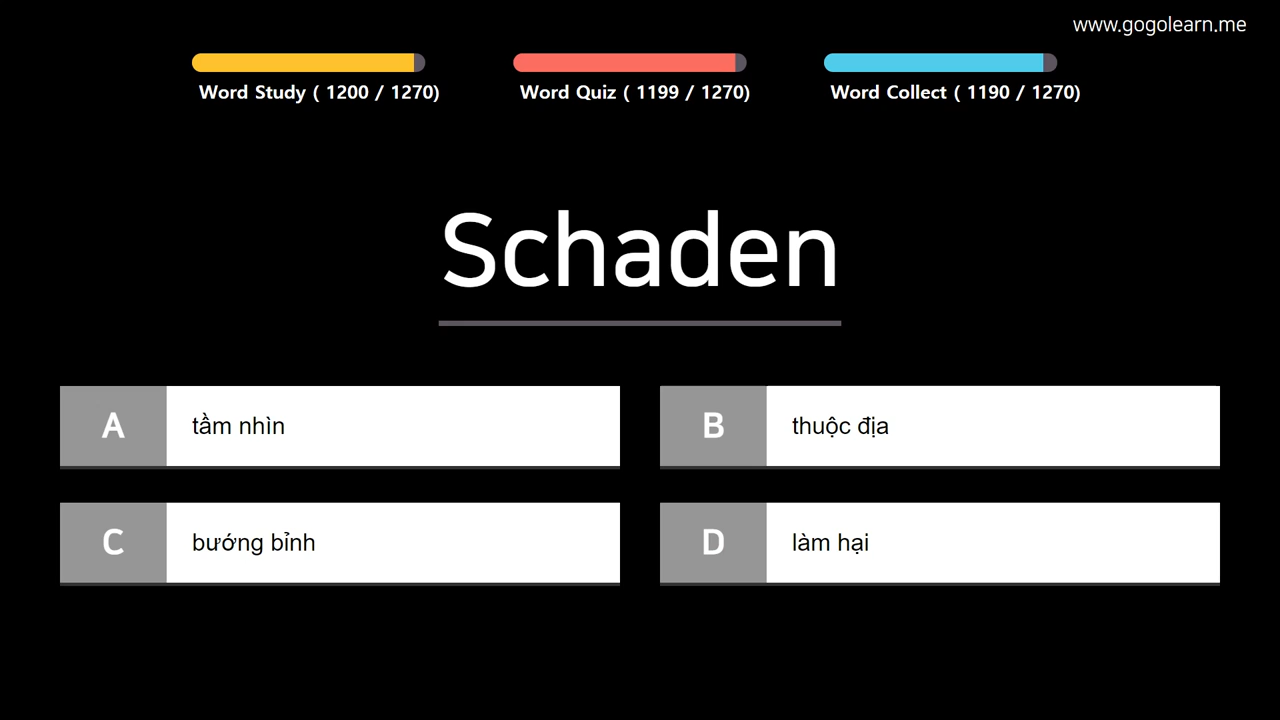 www.gogolearn.me
Word Study ( 1200 / 1270)
Word Quiz ( 1199 / 1270)
Word Collect ( 1190 / 1270)
Schaden
A tầm nhìn
B thuộc địa
C bướng bỉnh
D làm hại